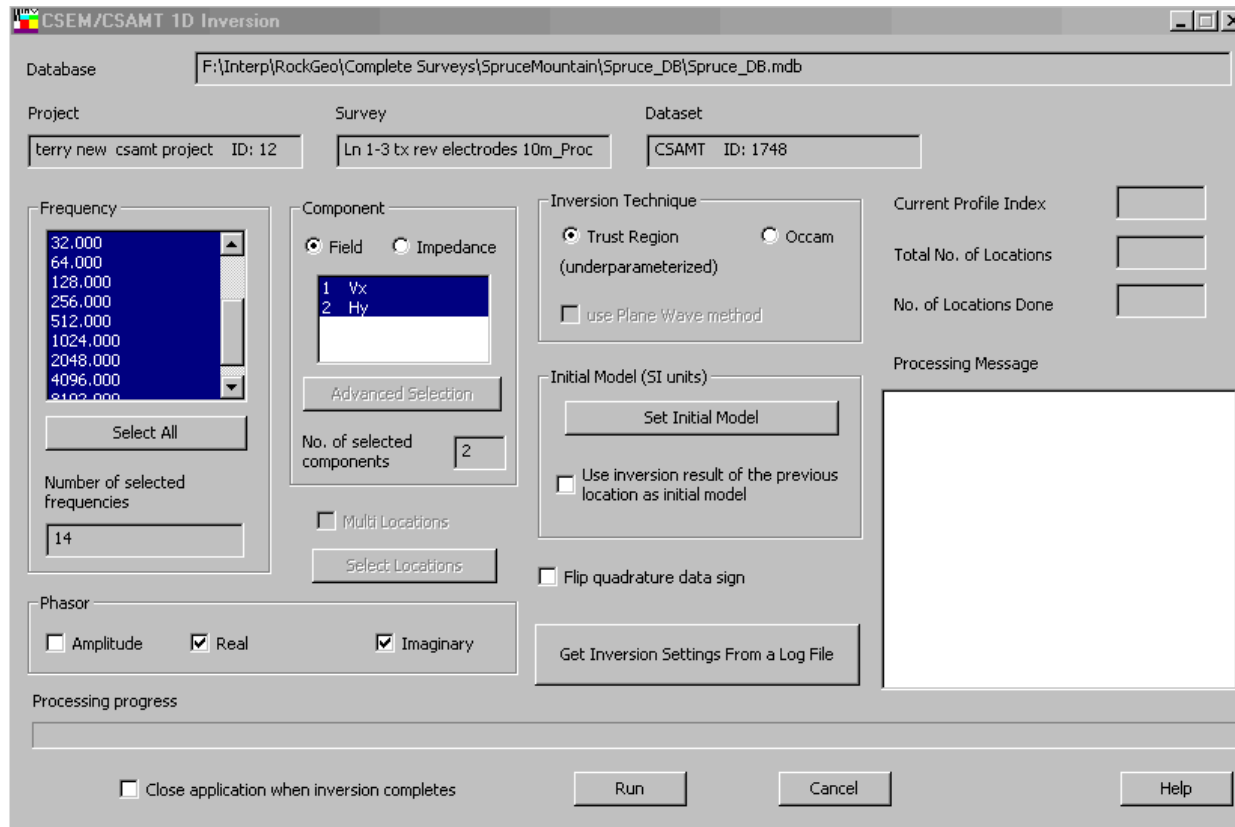 CSEM/CSAMT 1D Inversion
Database
F:\Interp\RockGeo\Complete Surveys\SpruceMountain\Spruce_DB\Spruce_DB.mdb
Project
Survey
Dataset
terry new csamt project ID: 12
Ln 1-3 tx rev electrodes 10m_Proc
CSAMT ID: 1748
Frequency
32.000
64.000
128.000
256.000
512.000
1024.000
2048.000
4096.000
Select All
Number of selected
frequencies
14
Component
Field
Impedance
1 Vx
2 Hy
Advanced Selection
No. of selected
components
2
Multi Locations
Select Locations
Phasor
Amplitude
Real
Imaginary
Inversion Technique
Trust Region
Occam
(underparameterized)
use Plane Wave method
Initial Model (SI units)
Set Initial Model
Use inversion result of the previous
location as initial model
Flip quadrature data sign
Get Inversion Settings From a Log File
Current Profile Index
Total No. of Locations
No. of Locations Done
Processing Message
Processing progress
Close application when inversion completes
Run
Cancel
Help